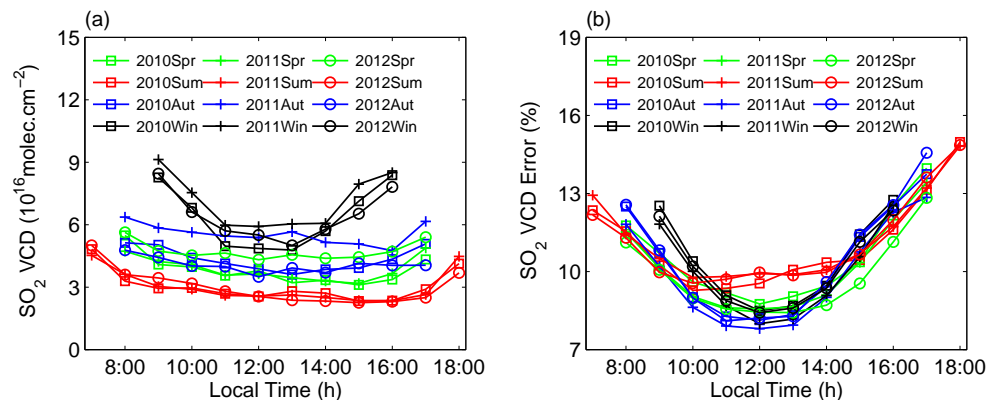 (a)
15
12
9
6
3
0
SO2 VCD (10^16molec.cm−2)
2010Spr 2011Spr 2012Spr
2010Sum 2011Sum 2012Sum
2010Aut 2011Aut 2012Aut
2010Win 2011Win 2012Win
8:00 10:00 12:00 14:00 16:00 18:00
Local Time (h)
(b)
19
16
13
10
7
SO2 VCD Error (%)
2010Spr 2011Spr 2012Spr
2010Sum 2011Sum 2012Sum
2010Aut 2011Aut 2012Aut
2010Win 2011Win 2012Win
8:00 10:00 12:00 14:00 16:00 18:00
Local Time (h)